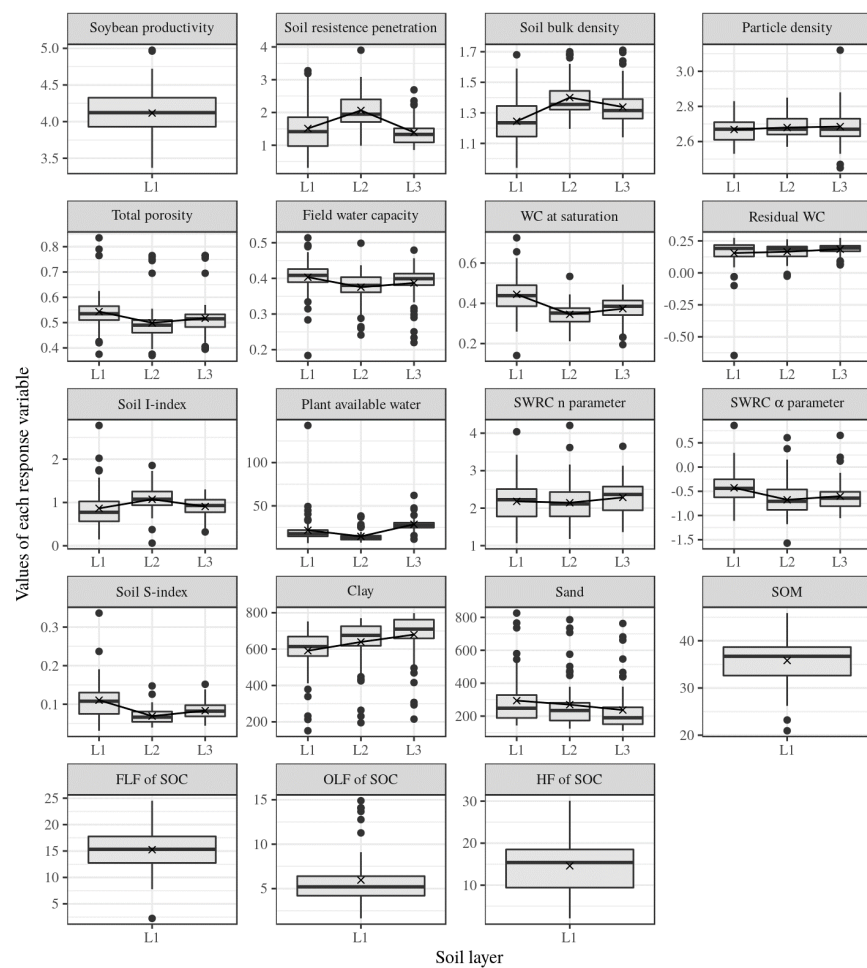 Soybean productivity
Soil resistence penetration
Soil bulk density
Particle density
5.0
4.5
4.0
3.5
L1
4
3
2
1
L1 L2 L3
1.7
1.5
1.3
1.1
L1 L2 L3
3.0
2.8
2.6
L1 L2 L3
Total porosity
Field water capacity
WC at saturation
Residual WC
0.8
0.7
0.6
0.5
0.4
L1 L2 L3
0.5
0.4
0.3
0.2
L1 L2 L3
0.6
0.4
0.2
L1 L2 L3
0.25
0.00
-0.25
-0.50
L1 L2 L3
Values of each response variable
Soil I-index
Plant available water
SWRC n parameter
SWRC α parameter
2
1
0
L1 L2 L3
100
50
L1 L2 L3
4
3
2
1
L1 L2 L3
0.5
0.0
-0.5
-1.0
-1.5
L1 L2 L3
Soil S-index
Clay
Sand
SOM
0.3
0.2
0.1
L1 L2 L3
800
600
400
200
L1 L2 L3
800
600
400
200
L1 L2 L3
40
30
20
L1
FLF of SOC
OLF of SOC
HF of SOC
25
20
15
10
5
L1
15
10
5
L1
30
20
10
L1
Soil layer